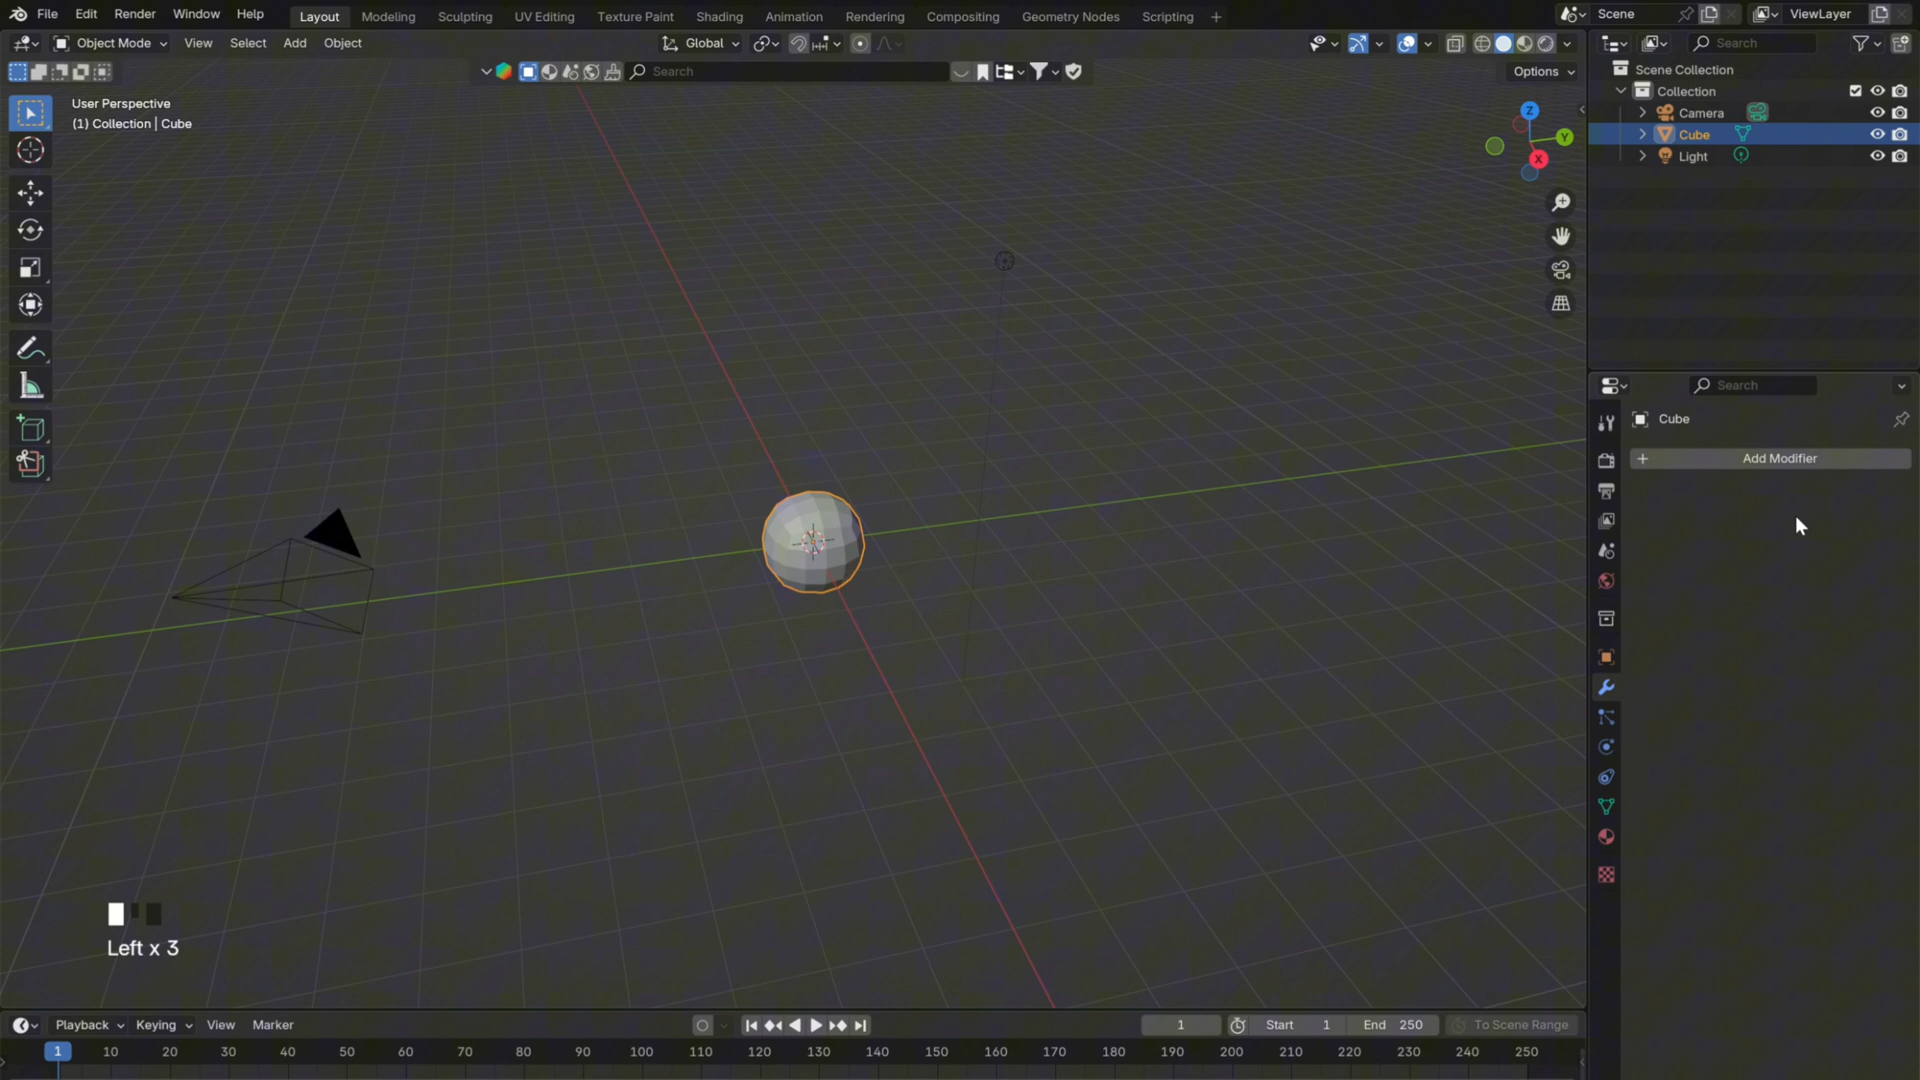 File Edit Render Window Help Layout Modeling Sculpting UV Editing Texture Paint Shading Animation Rendering Compositing Geometry Nodes Scripting + Scene ViewLayer
Object Mode View Select Add Object Global Search
Search Options
User Perspective
(1) Collection | Cube
Z
Y
X
Scene Collection
Collection
Camera
Cube
Light
Search
Cube
Add Modifier
Left x 3
Playback Keying View Marker 1 Start 1 End 250 To Scene Range
1 10 20 30 40 50 60 70 80 90 100 110 120 130 140 150 160 170 180 190 200 210 220 230 240 250